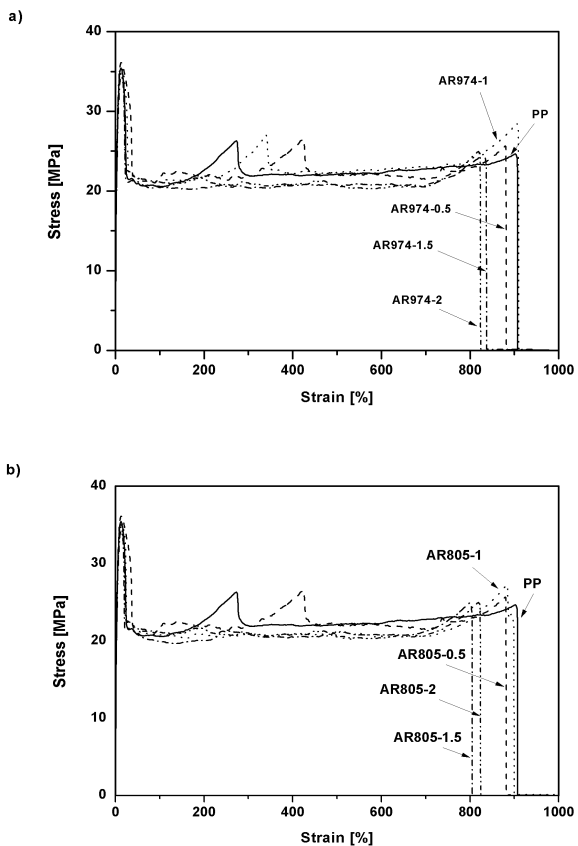 a)
40
30
20
10
0
Stress [MPa]
AR974-1
PP
AR974-0.5
AR974-1.5
AR974-2
0 200 400 600 800 1000
Strain [%]
b)
40
30
20
10
0
Stress [MPa]
AR805-1
PP
AR805-0.5
AR805-2
AR805-1.5
0 200 400 600 800 1000
Strain [%]